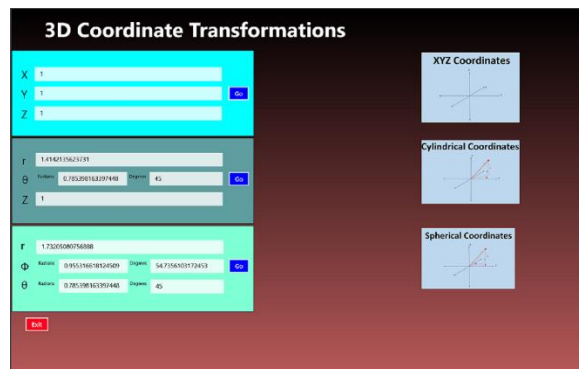 3D Coordinate Transformations
X 1
Y 1 Go
Z 1
r 1.4142135623731
θ Radians 0.785398163397448 Degrees 45 Go
Z 1
r 1.73205080756888
Φ Radians 0.955316618124509 Degrees 54.7356103172453 Go
θ Radians 0.785398163397448 Degrees 45
Exit
XYZ Coordinates
Cylindrical Coordinates
Spherical Coordinates